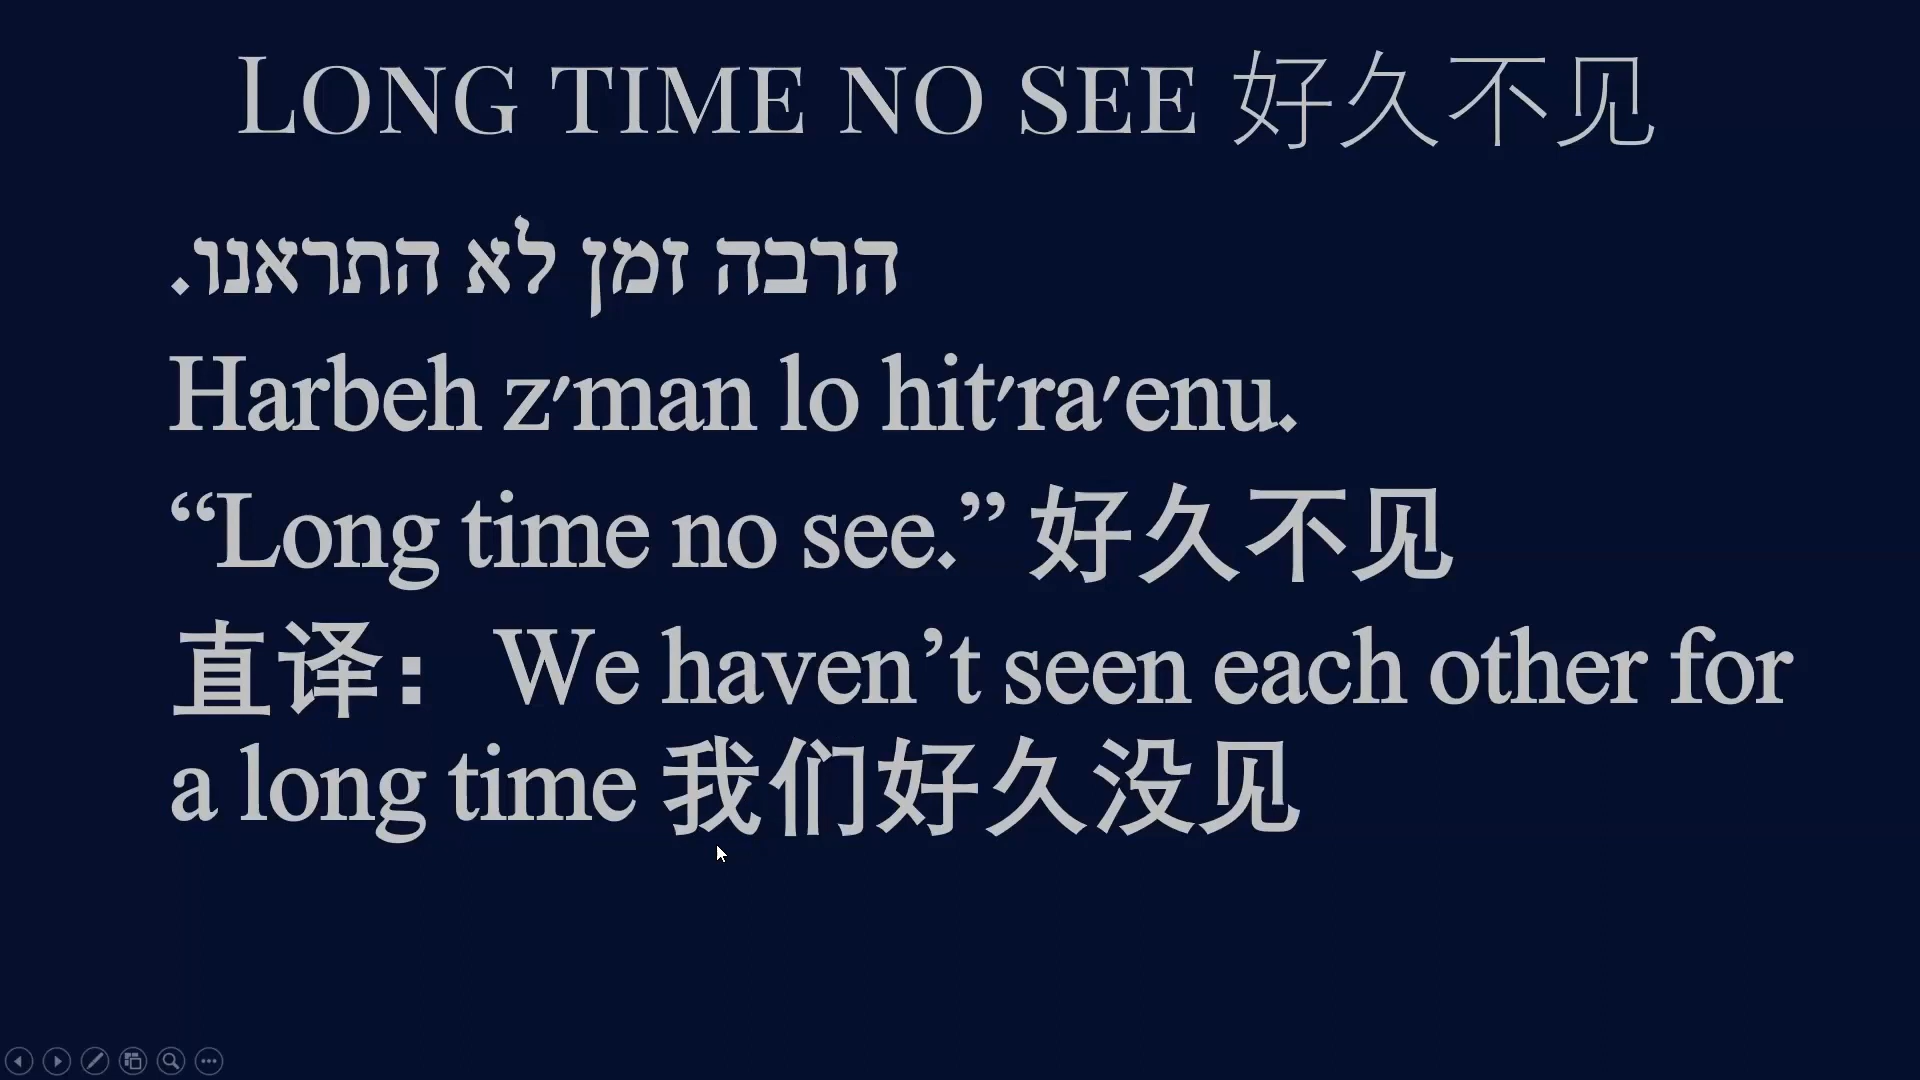 LONG TIME NO SEE 好久不见
הרבה זמן לא התראנו.
Harbeh z′man lo hit′ra′enu.
“Long time no see.” 好久不见
直译： We haven’t seen each other for
a long time 我们好久没见